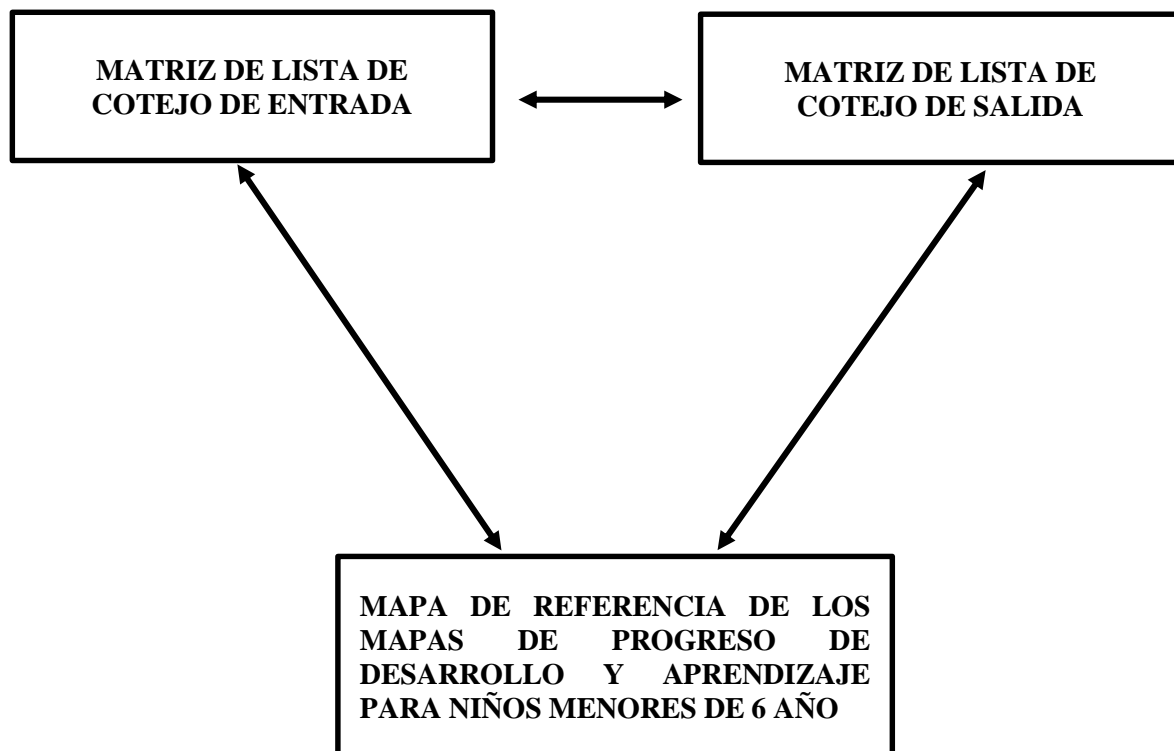 MATRIZ DE LISTA DE
COTEJO DE ENTRADA
MATRIZ DE LISTA DE
COTEJO DE SALIDA
MAPA DE REFERENCIA DE LOS
MAPAS DE PROGRESO DE
DESARROLLO Y APRENDIZAJE
PARA NIÑOS MENORES DE 6 AÑO